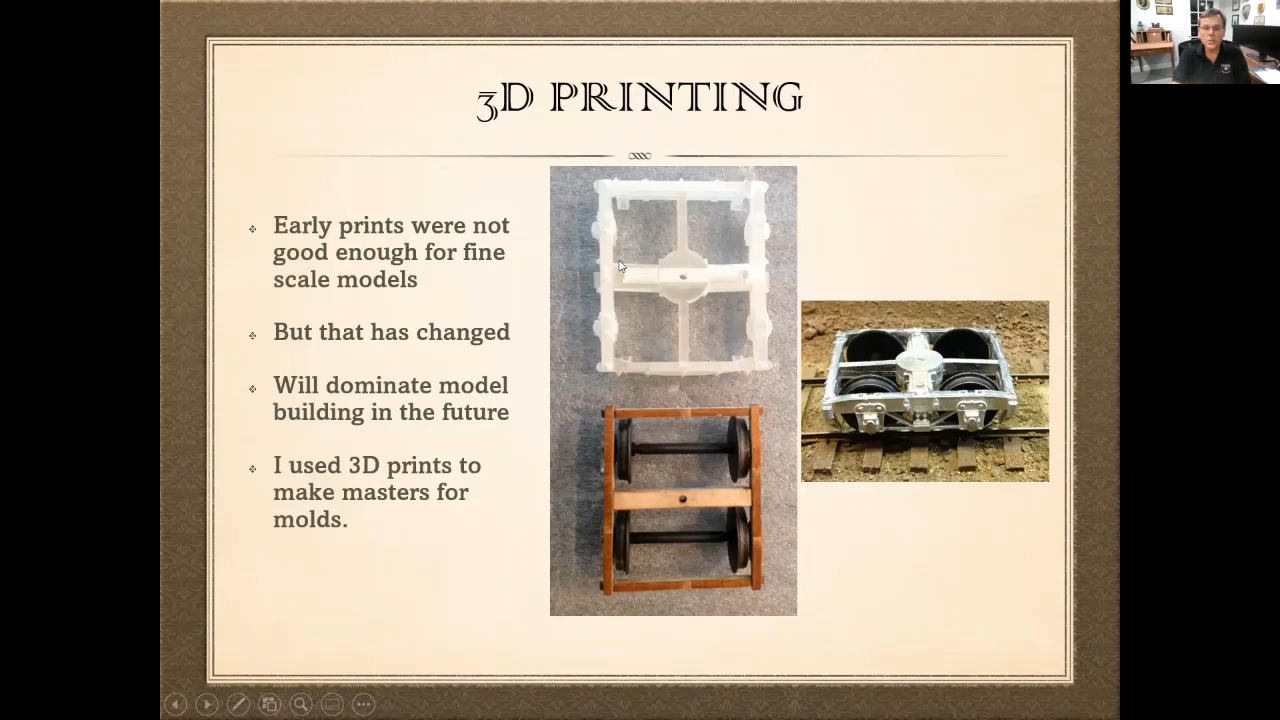 3D PRINTING
Early prints were not
good enough for fine
scale models
But that has changed
Will dominate model
building in the future
I used 3D prints to
make masters for
molds.